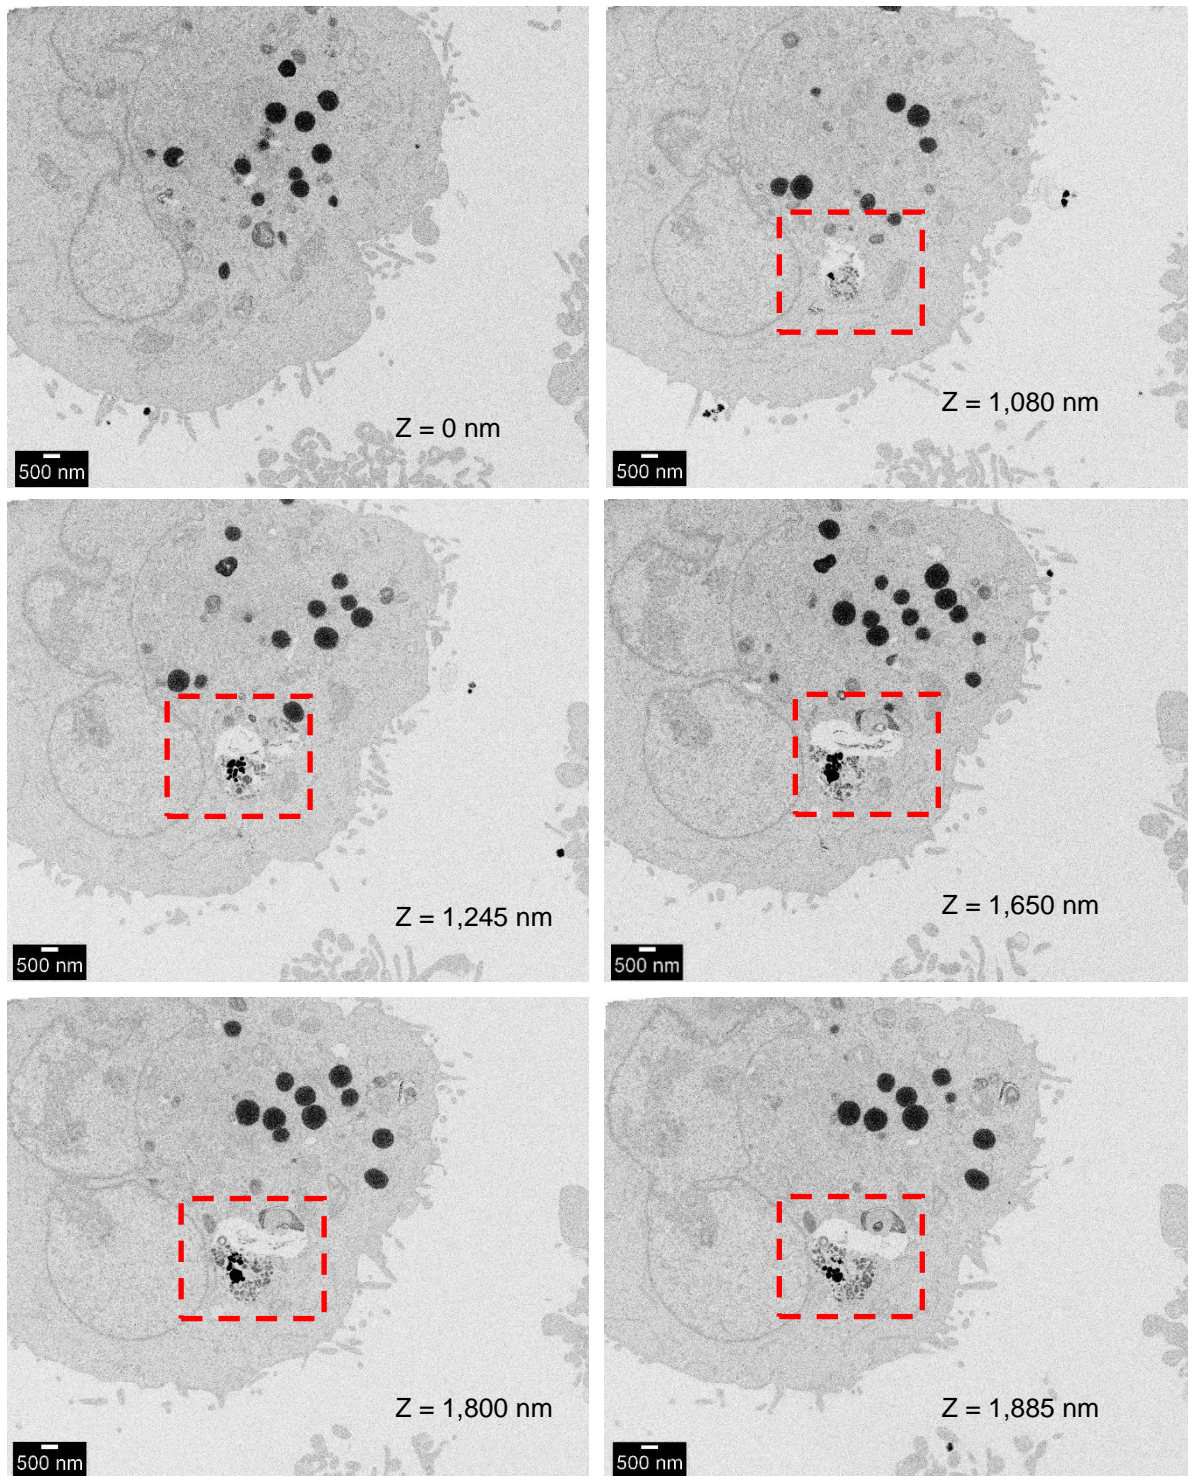 Z = 0 nm
500 nm
Z = 1,080 nm
500 nm
Z = 1,245 nm
500 nm
Z = 1,650 nm
500 nm
Z = 1,800 nm
500 nm
Z = 1,885 nm
500 nm